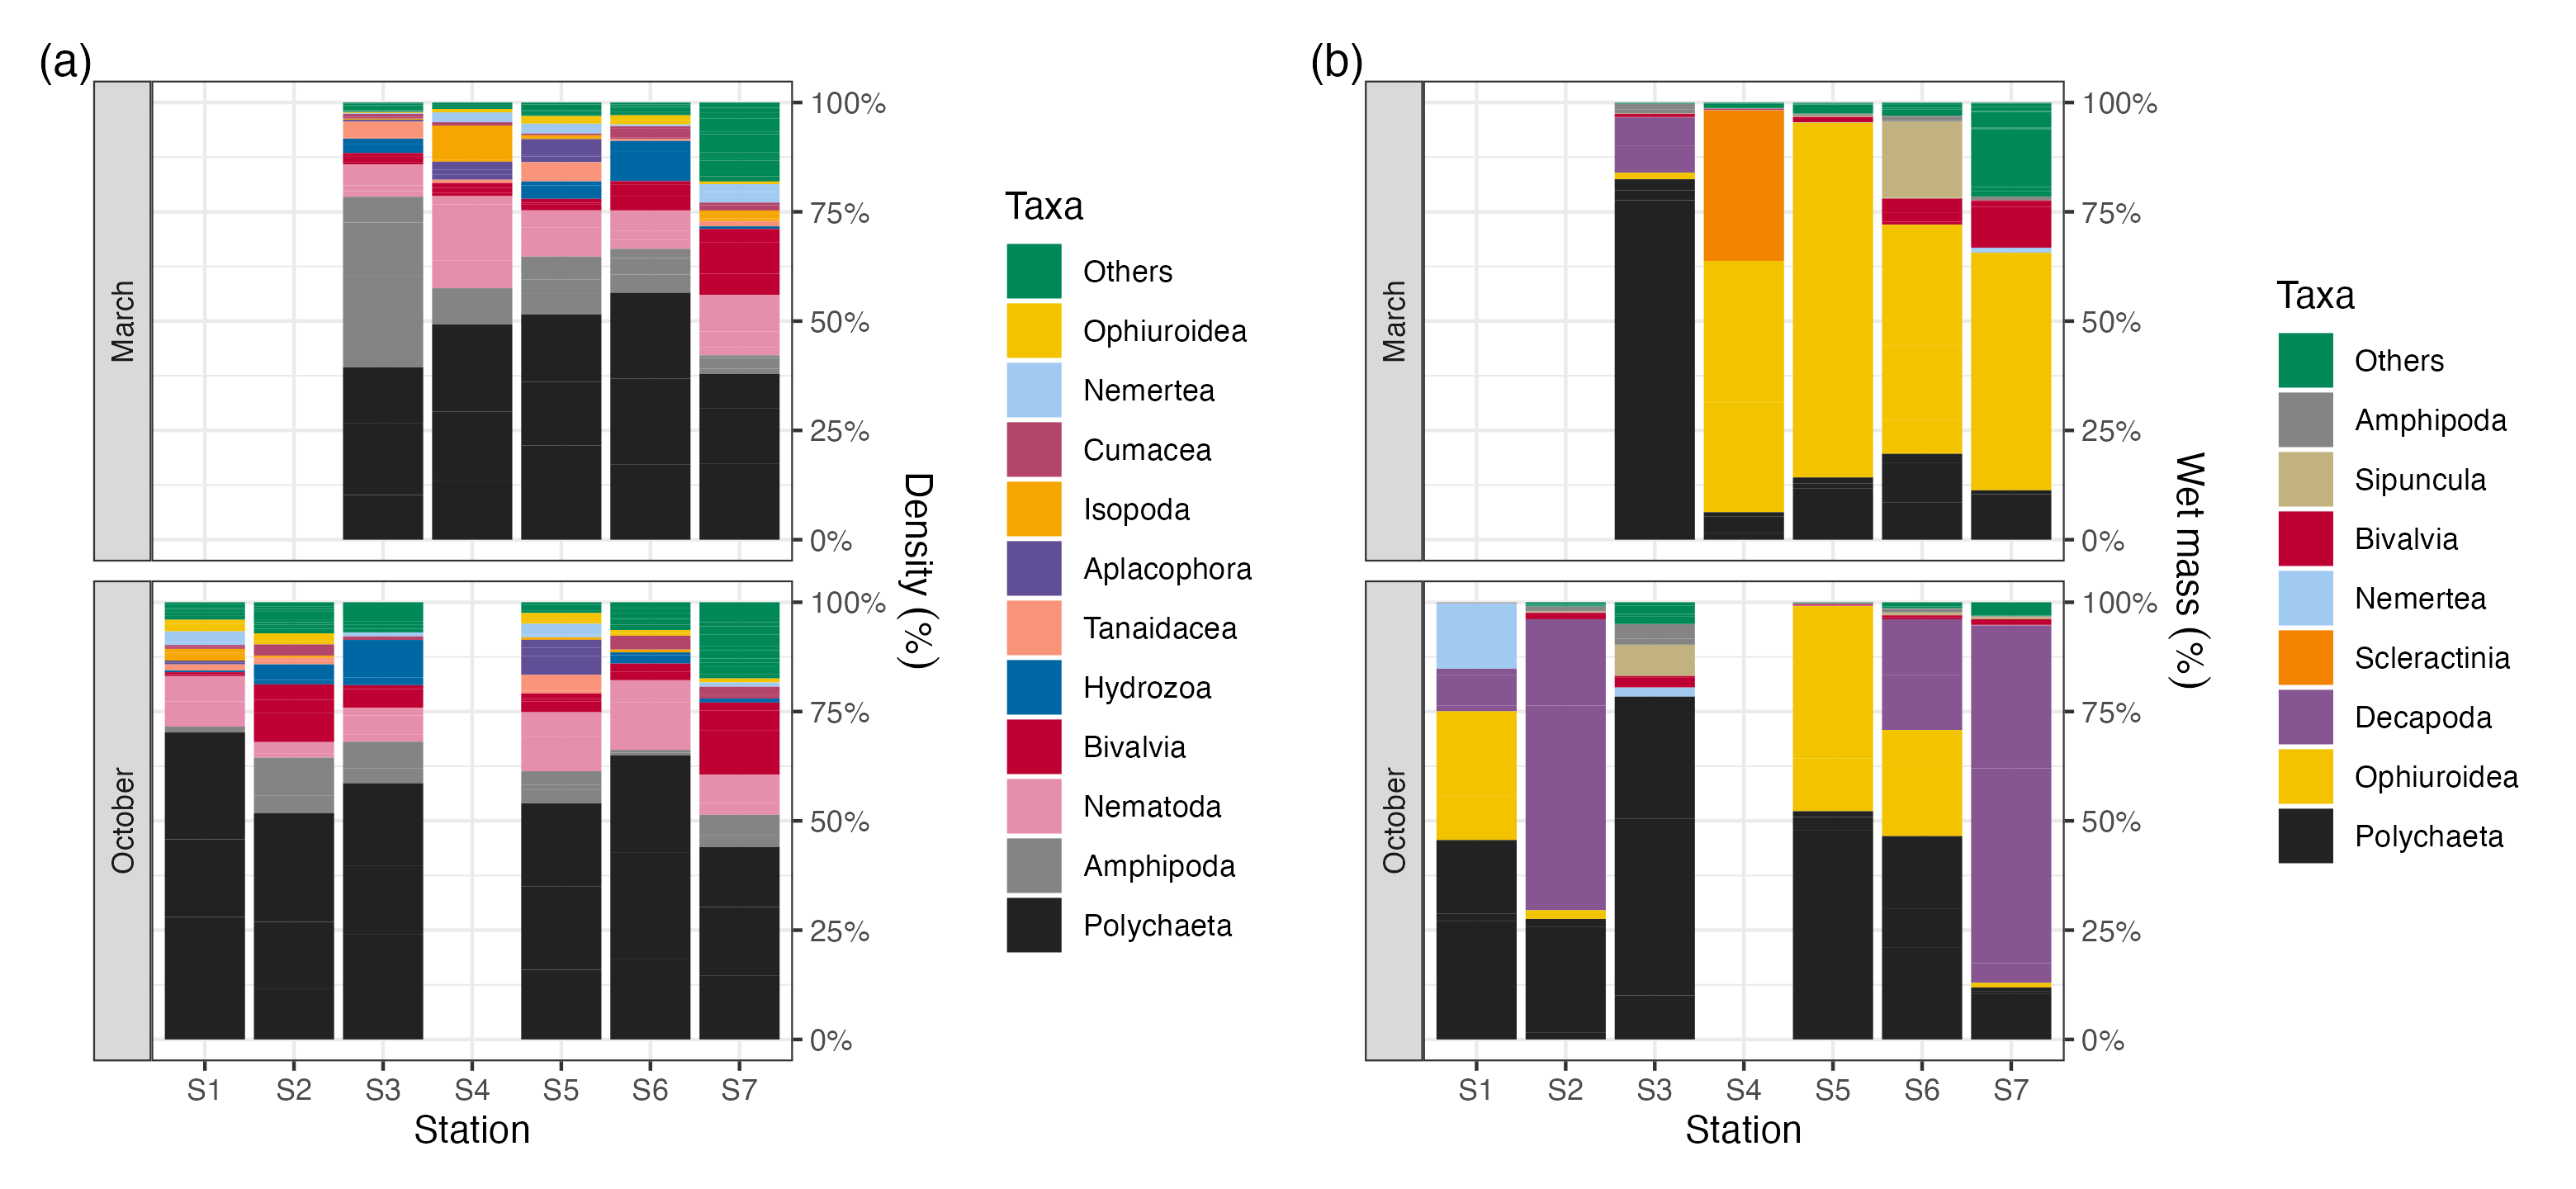 (a)
March
100%
75%
50%
25%
0%
October
100%
75%
50%
25%
0%
S1 S2 S3 S4 S5 S6 S7
Station
Density (%)
Taxa
Others
Ophiuroidea
Nemertea
Cumacea
Isopoda
Aplacophora
Tanaidacea
Hydrozoa
Bivalvia
Nematoda
Amphipoda
Polychaeta
(b)
March
100%
75%
50%
25%
0%
October
100%
75%
50%
25%
0%
S1 S2 S3 S4 S5 S6 S7
Station
Wet mass (%)
Taxa
Others
Amphipoda
Sipuncula
Bivalvia
Nemertea
Scleractinia
Decapoda
Ophiuroidea
Polychaeta